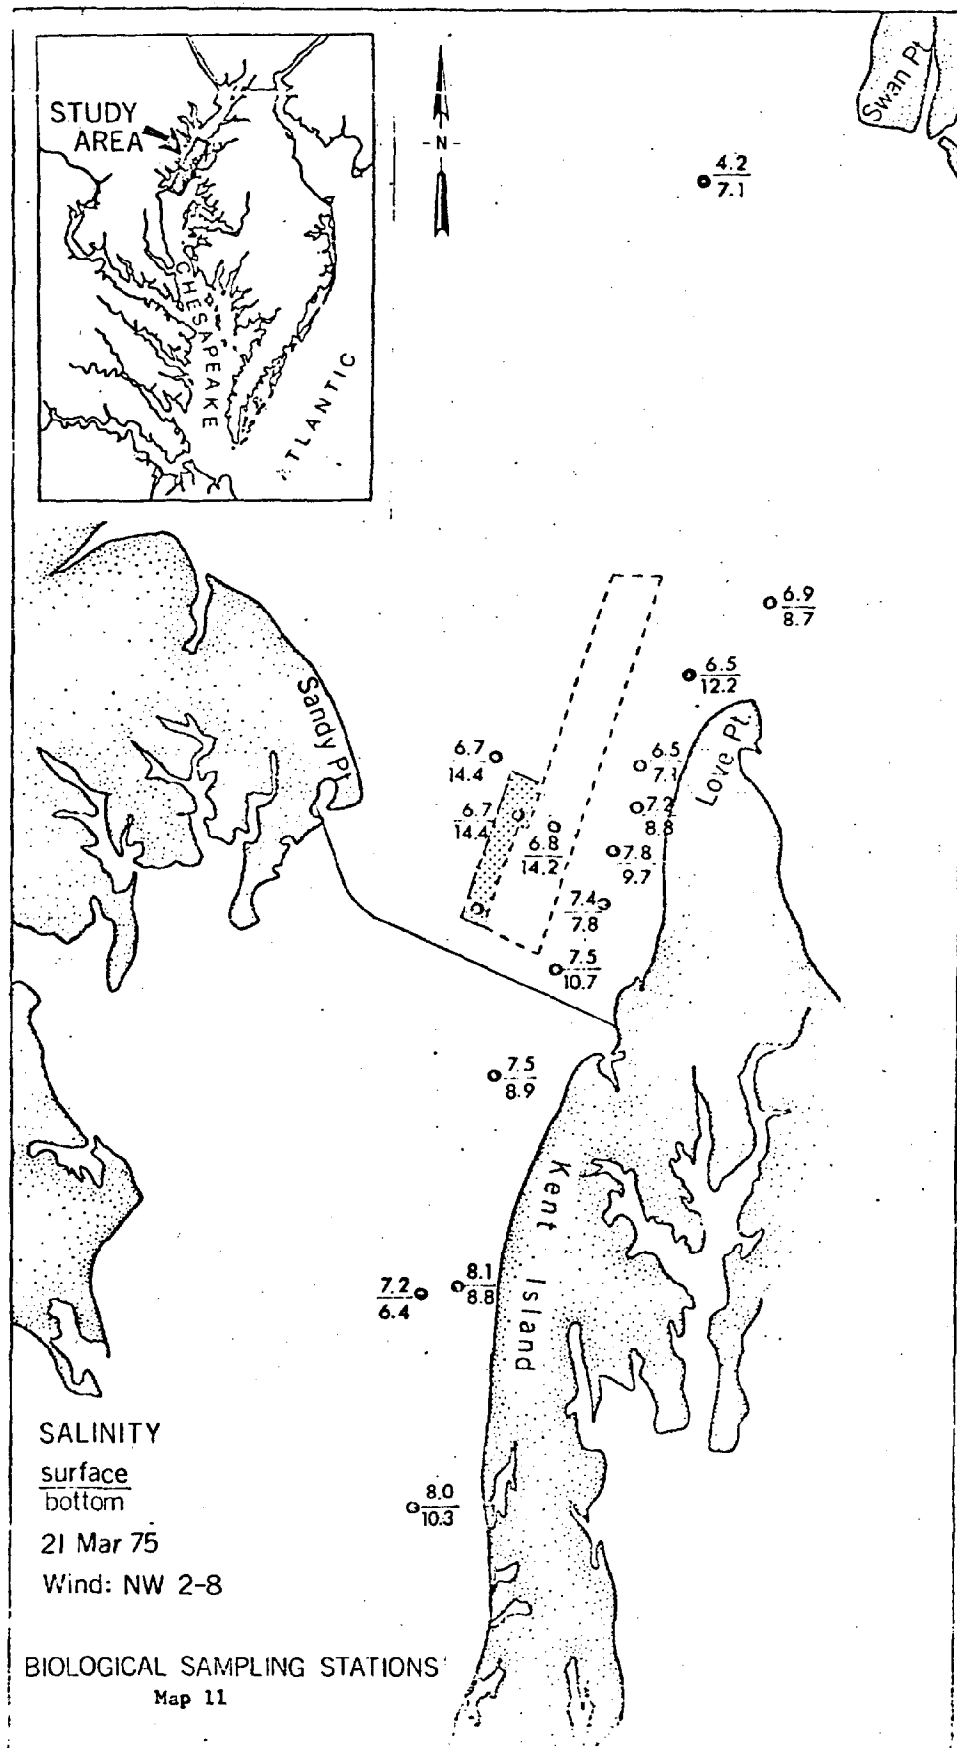 STUDY
AREA
CHESAPEAKE
TLANTIC
-N-
Swan Pt.
4.2
7.1
6.9
8.7
6.5
12.2
Sandy Pt.
Love Pt.
6.7
14.4
6.5
7.1
6.7
14.4
7.2
8.8
6.8
14.2
7.8
9.7
7.4
7.8
7.5
10.7
7.5
8.9
Kent Island
7.2
6.4
8.1
8.8
8.0
10.3
SALINITY
surface
bottom
21 Mar 75
Wind: NW 2-8
BIOLOGICAL SAMPLING STATIONS
Map 11